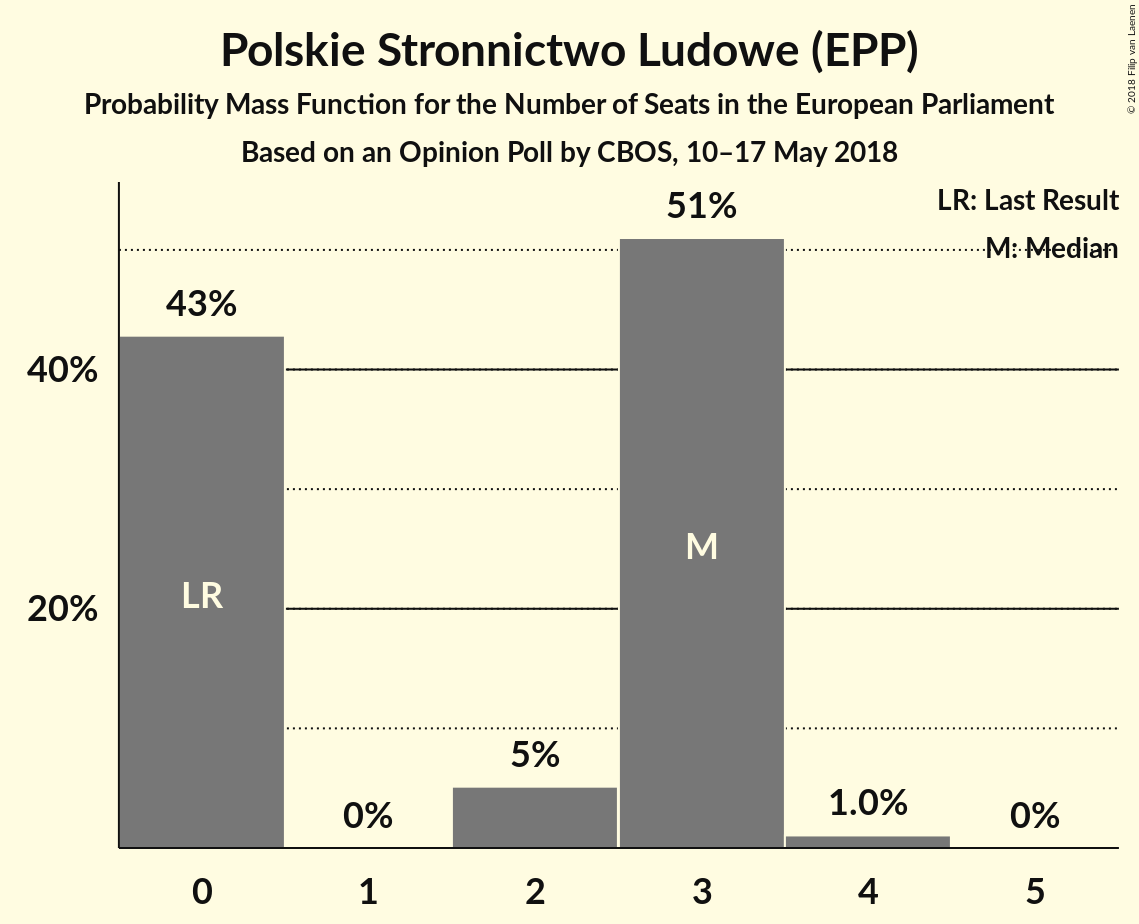 Polskie Stronnictwo Ludowe (EPP)
Probability Mass Function for the Number of Seats in the European Parliament
Based on an Opinion Poll by CBOS, 10–17 May 2018
© 2018 Filip van Laenen
LR: Last Result
M: Median
51%
43%
40%
M
LR
20%
5%
1.0%
0%
0%
0
1
2
3
4
5